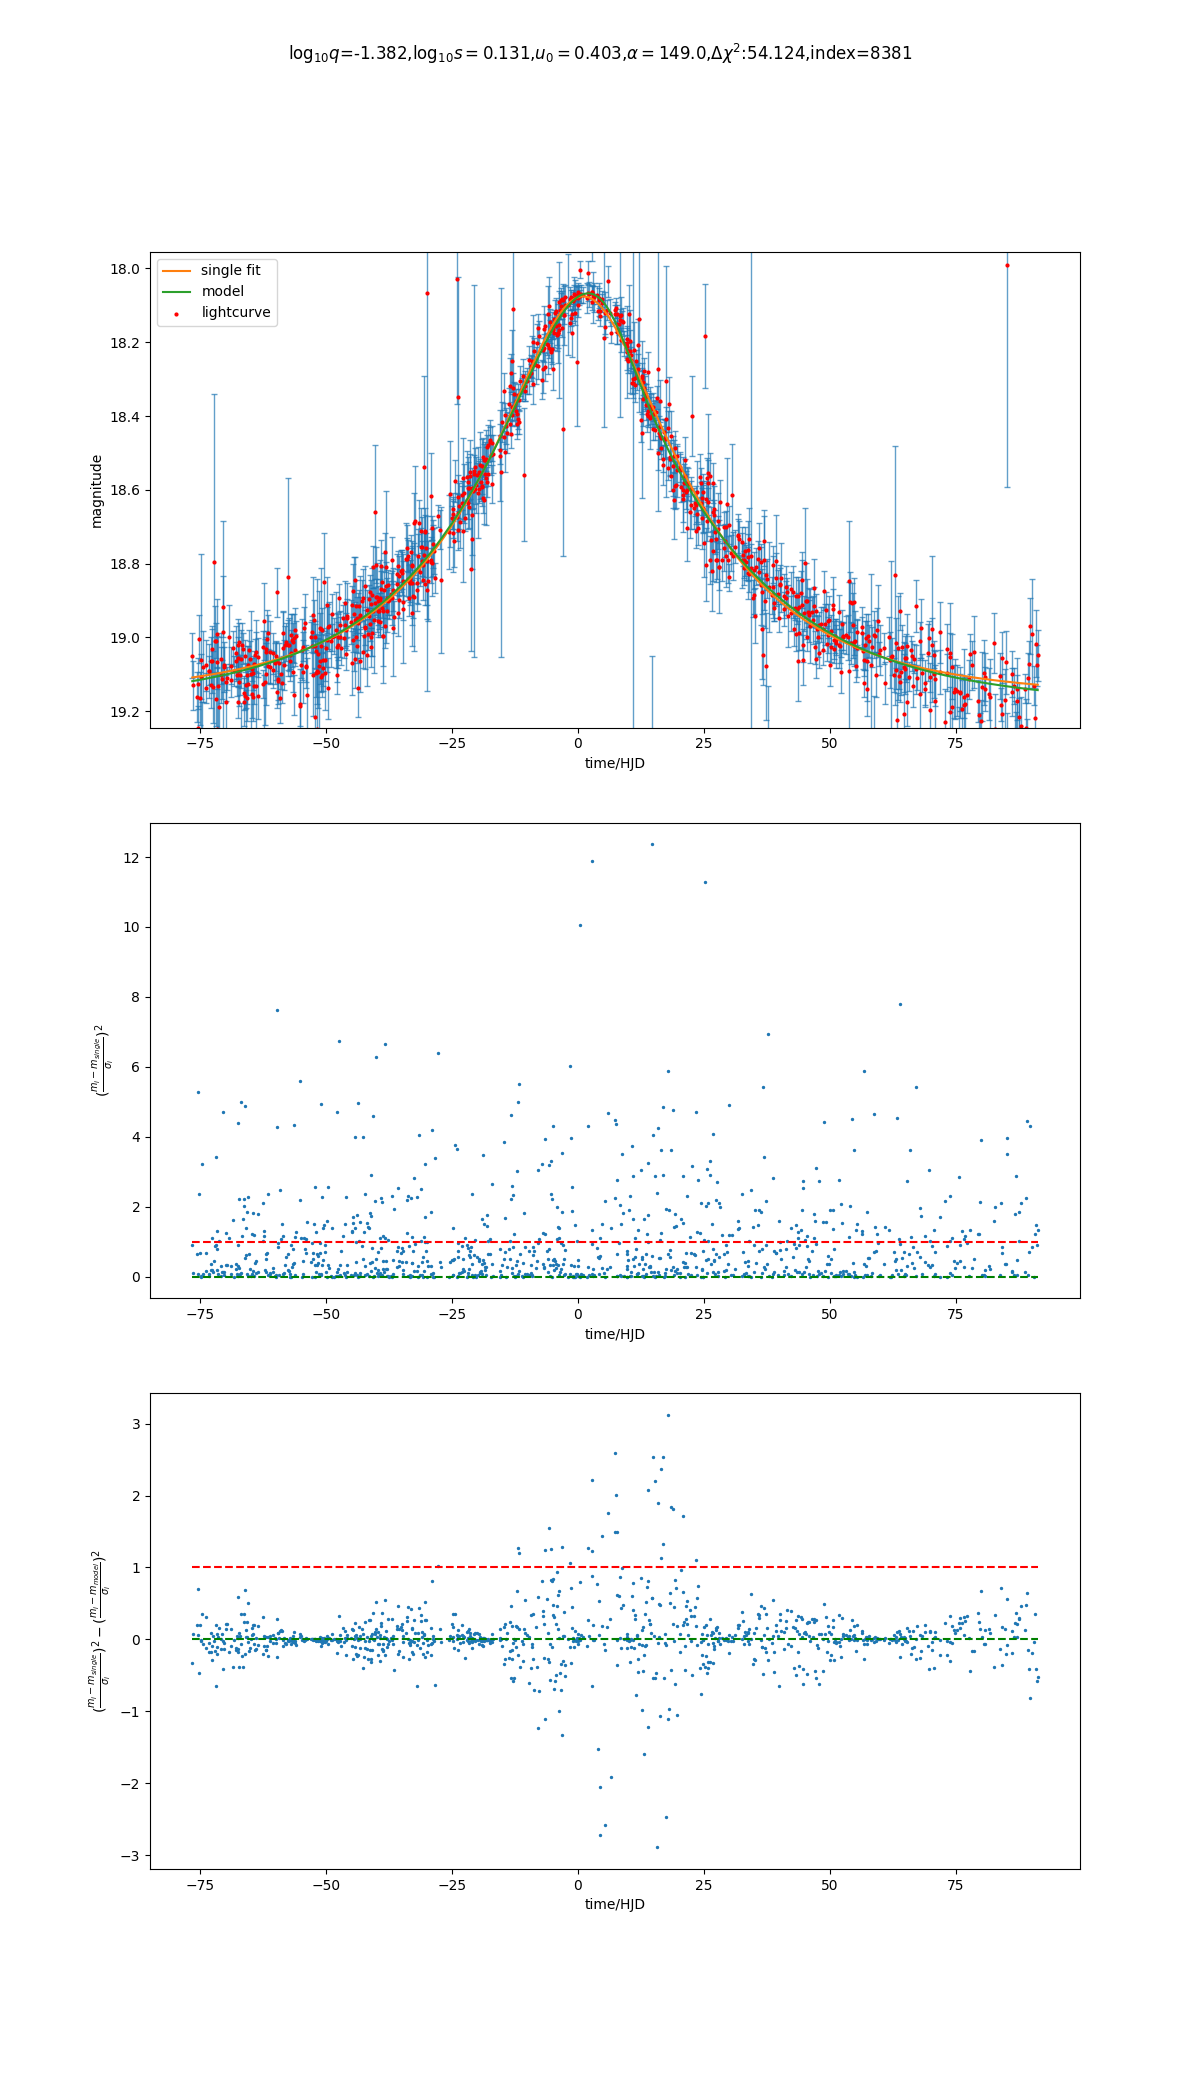 log₁₀q=-1.382,log₁₀s = 0.131,u₀ = 0.403,α = 149.0,Δχ²:54.124,index=8381
single fit
model
lightcurve
18.0
18.2
18.4
18.6
18.8
19.0
19.2
magnitude
−75 −50 −25 0 25 50 75
time/HJD
12
10
8
6
4
2
0
((mᵢ − m_single)/σᵢ)²
−75 −50 −25 0 25 50 75
time/HJD
3
2
1
0
−1
−2
−3
((mᵢ − m_single)/σᵢ)² − ((mᵢ − m_model)/σᵢ)²
−75 −50 −25 0 25 50 75
time/HJD